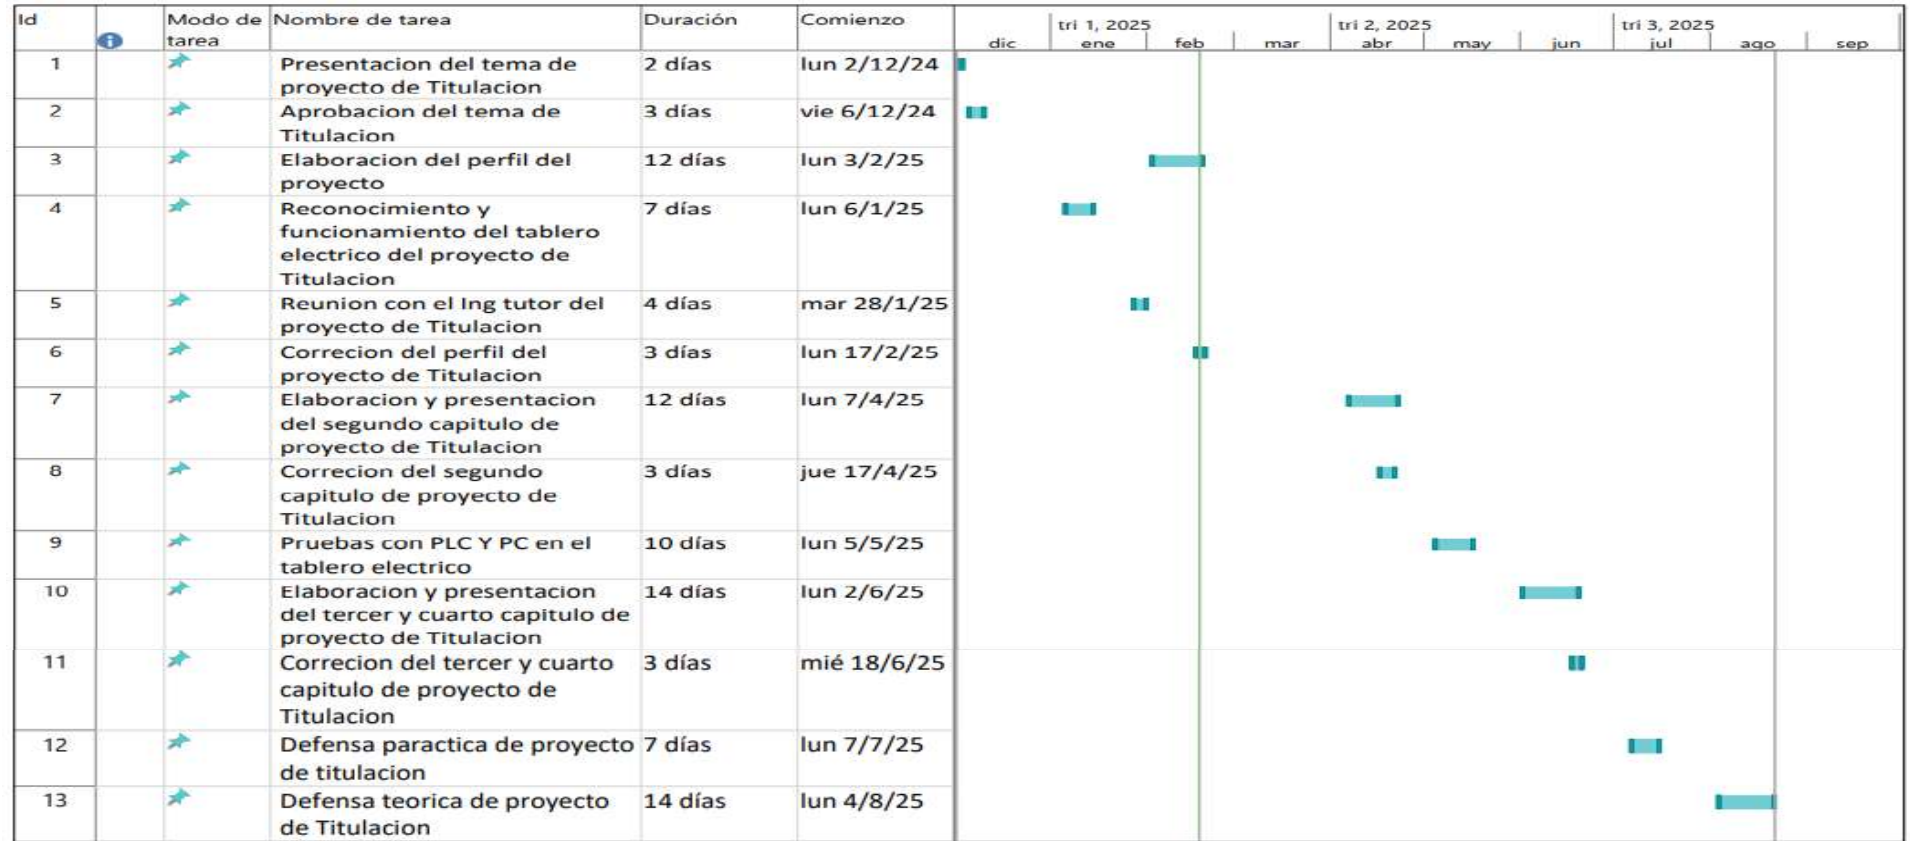 Id Modo de tarea Nombre de tarea Duración Comienzo
tri 1, 2025 tri 2, 2025 tri 3, 2025
dic ene feb mar abr may jun jul ago sep
1 Presentacion del tema de 2 días lun 2/12/24
proyecto de Titulacion
2 Aprobacion del tema de 3 días vie 6/12/24
Titulacion
3 Elaboracion del perfil del 12 días lun 3/2/25
proyecto
4 Reconocimiento y 7 días lun 6/1/25
funcionamiento del tablero
electrico del proyecto de
Titulacion
5 Reunion con el Ing tutor del 4 días mar 28/1/25
proyecto de Titulacion
6 Correcion del perfil del 3 días lun 17/2/25
proyecto de Titulacion
7 Elaboracion y presentacion 12 días lun 7/4/25
del segundo capitulo de
proyecto de Titulacion
8 Correcion del segundo 3 días jue 17/4/25
capitulo de proyecto de
Titulacion
9 Pruebas con PLC Y PC en el 10 días lun 5/5/25
tablero electrico
10 Elaboracion y presentacion 14 días lun 2/6/25
del tercer y cuarto capitulo de
proyecto de Titulacion
11 Correcion del tercer y cuarto 3 días mié 18/6/25
capitulo de proyecto de
Titulacion
12 Defensa paractica de proyecto 7 días lun 7/7/25
de titulacion
13 Defensa teorica de proyecto 14 días lun 4/8/25
de Titulacion